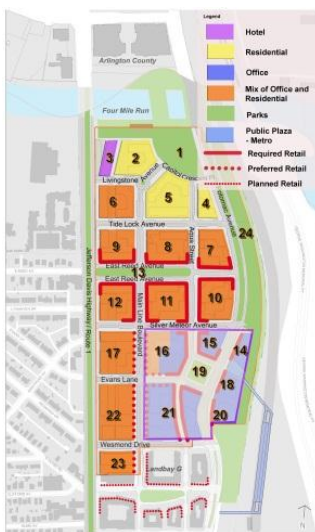 Legend
Hotel
Residential
Office
Mix of Office and
Residential
Parks
Public Plaza
- Metro
Required Retail
Preferred Retail
Planned Retail
Arlington County
Four Mile Run
1
2
3
Livingstone Avenue
4
5
6
Tide Lock Avenue
7
8
9
East Reed Avenue
13
East Reed Avenue
10
11
12
Silver Meteor Avenue
Main Line Boulevard
Jefferson Davis Highway / Route 1
24
14
15
16
17
18
19
Evans Lane
20
21
22
Wesmond Drive
23
Landbay G
N